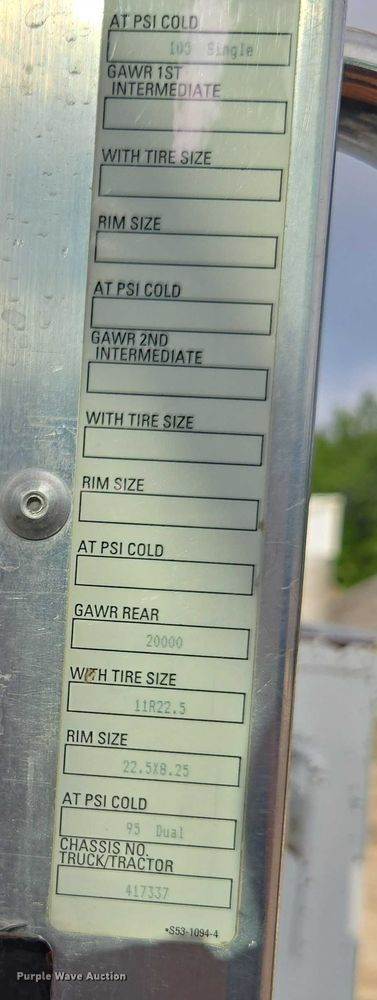 AT PSI COLD
105 Single
GAWR 1ST
INTERMEDIATE
WITH TIRE SIZE
RIM SIZE
AT PSI COLD
GAWR 2ND
INTERMEDIATE
WITH TIRE SIZE
RIM SIZE
AT PSI COLD
GAWR REAR
20000
WITH TIRE SIZE
11R22.5
RIM SIZE
22.5X8.25
AT PSI COLD
95 Dual
CHASSIS NO.
TRUCK/TRACTOR
417337
*S53-1094-4
Purple Wave Auction